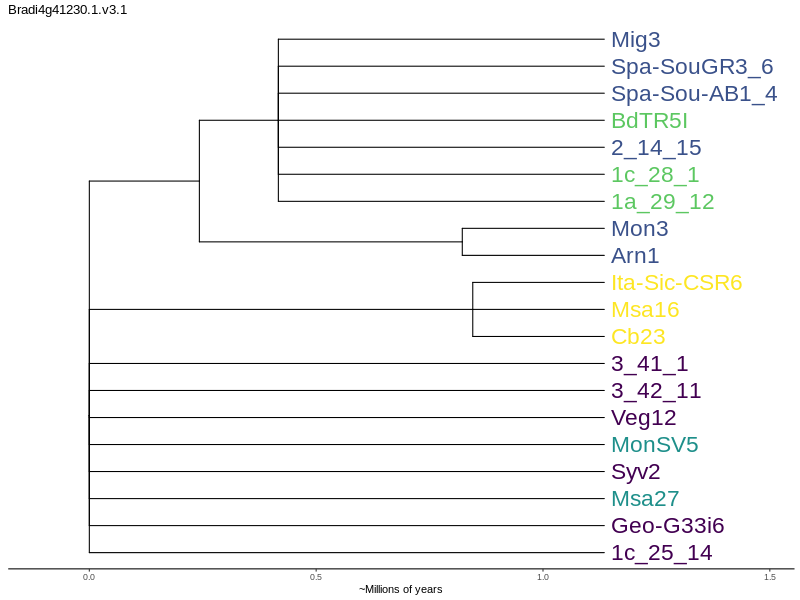 Bradi4g41230.1.v3.1
Mig3
Spa-SouGR3_6
Spa-Sou-AB1_4
BdTR5I
2_14_15
1c_28_1
1a_29_12
Mon3
Arn1
Ita-Sic-CSR6
Msa16
Cb23
3_41_1
3_42_11
Veg12
MonSV5
Syv2
Msa27
Geo-G33i6
1c_25_14
0.0 0.5 1.0 1.5
~Millions of years